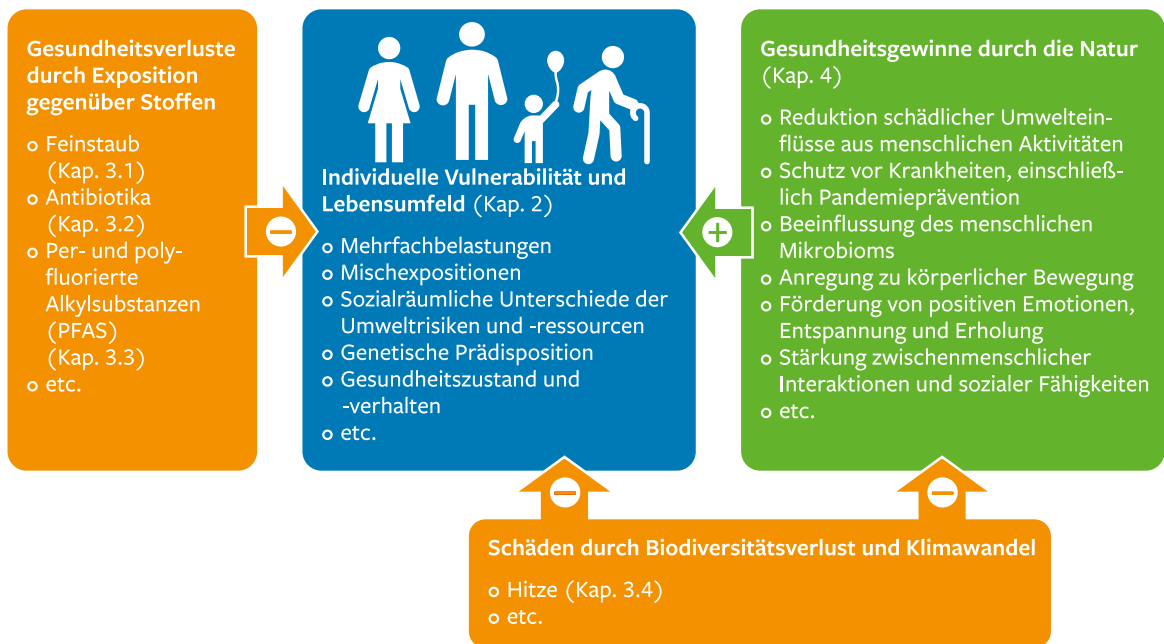 Gesundheitsverluste
durch Exposition
gegenüber Stoffen
Feinstaub
(Kap. 3.1)
Antibiotika
(Kap. 3.2)
Per- und poly-
fluorierte
Alkylsubstanzen
(PFAS)
(Kap. 3.3)
etc.
Individuelle Vulnerabilität und
Lebensumfeld (Kap. 2)
Mehrfachbelastungen
Mischexpositionen
Sozialräumliche Unterschiede der
Umweltrisiken und -ressourcen
Genetische Prädisposition
Gesundheitszustand und
-verhalten
etc.
Gesundheitsgewinne durch die Natur
(Kap. 4)
Reduktion schädlicher Umweltein-
flüsse aus menschlichen Aktivitäten
Schutz vor Krankheiten, einschließ-
lich Pandemieprävention
Beeinflussung des menschlichen
Mikrobioms
Anregung zu körperlicher Bewegung
Förderung von positiven Emotionen,
Entspannung und Erholung
Stärkung zwischenmenschlicher
Interaktionen und sozialer Fähigkeiten
etc.
Schäden durch Biodiversitätsverlust und Klimawandel
Hitze (Kap. 3.4)
etc.